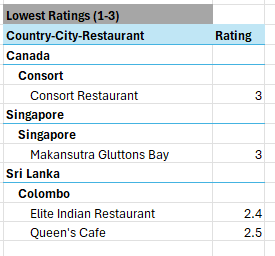 Lowest Ratings (1-3)
Country-City-Restaurant Rating
Canada
Consort
Consort Restaurant 3
Singapore
Singapore
Makansutra Gluttons Bay 3
Sri Lanka
Colombo
Elite Indian Restaurant 2.4
Queen's Cafe 2.5